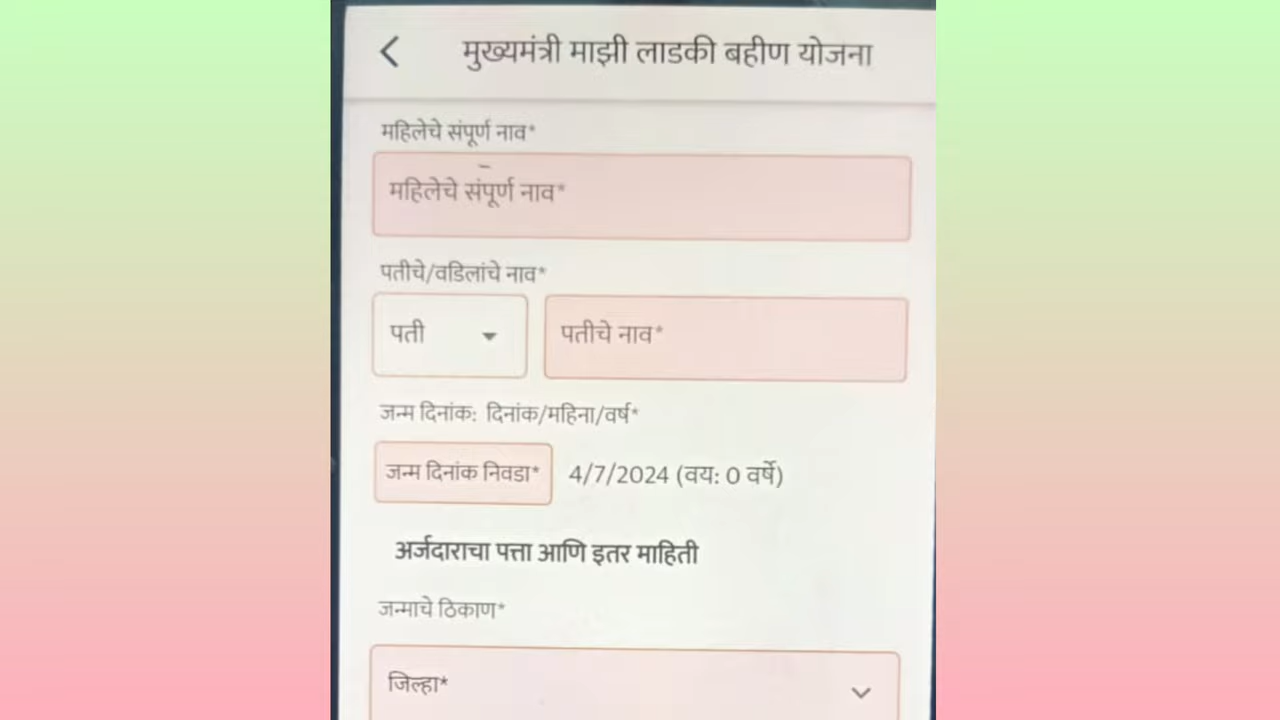 मुख्यमंत्री माझी लाडकी बहीण योजना
महिलेचे संपूर्ण नाव*
महिलेचे संपूर्ण नाव*
पतीचे/वडिलांचे नाव*
पती पतीचे नाव*
जन्म दिनांक: दिनांक/महिना/वर्ष*
जन्म दिनांक निवडा* 4/7/2024 (वय: 0 वर्षे)
अर्जदाराचा पत्ता आणि इतर माहिती
जन्माचे ठिकाण*
जिल्हा*